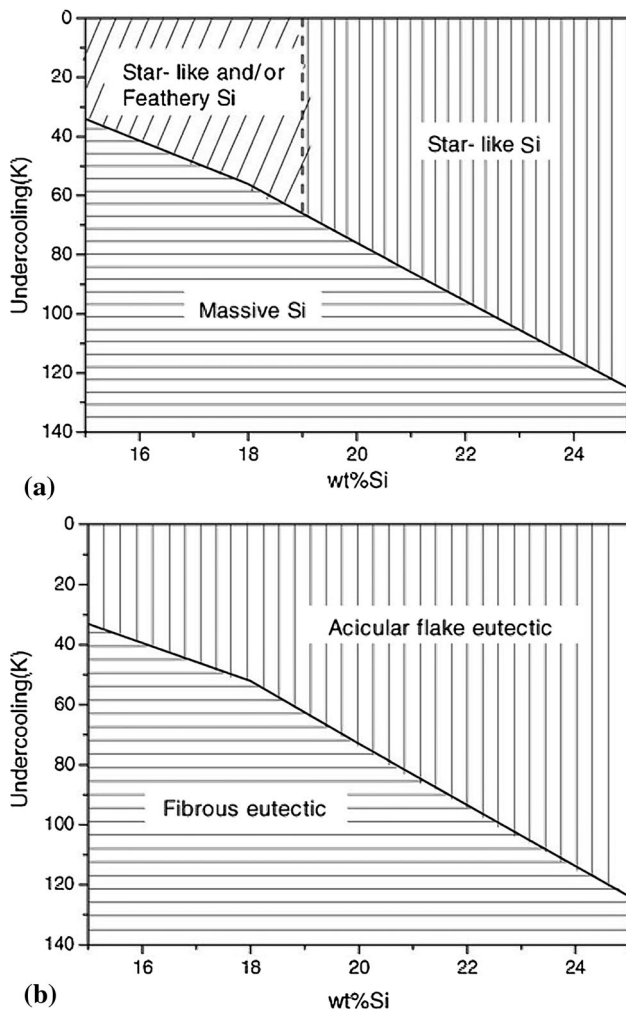 0
20
40
60
80
100
120
140
Undercooling(K)
Star- like and/or
Feathery Si
Star- like Si
Massive Si
16
18
20
22
24
wt%Si
(a)
0
20
40
60
80
100
120
140
Undercooling(K)
Acicular flake eutectic
Fibrous eutectic
16
18
20
22
24
wt%Si
(b)